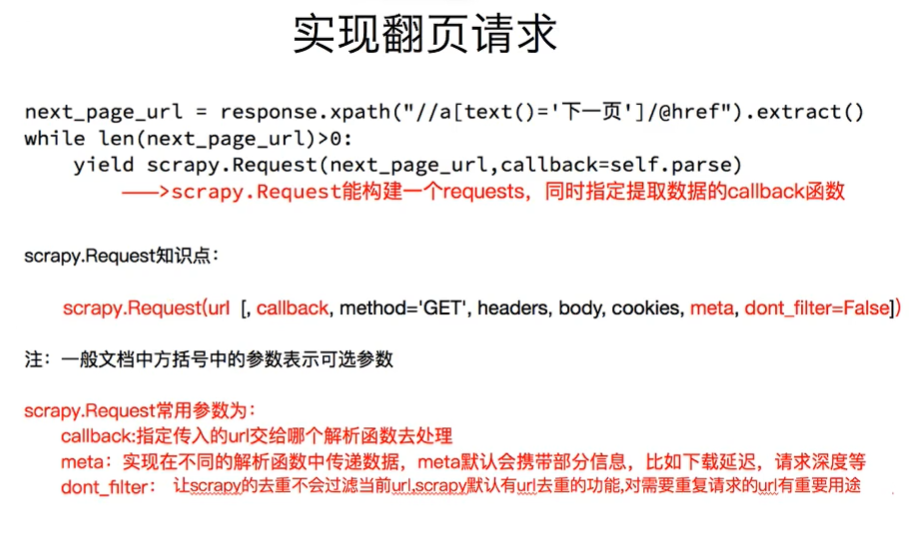 实现翻页请求
next_page_url = response.xpath("//a[text()='下一页']/@href").extract()
while len(next_page_url)>0:
    yield scrapy.Request(next_page_url,callback=self.parse)
——>scrapy.Request能构建一个requests，同时指定提取数据的callback函数
scrapy.Request知识点：
scrapy.Request(url [, callback, method='GET', headers, body, cookies, meta, dont_filter=False])
注：一般文档中方括号中的参数表示可选参数
scrapy.Request常用参数为：
callback:指定传入的url交给哪个解析函数去处理
meta：实现在不同的解析函数中传递数据，meta默认会携带部分信息，比如下载延迟，请求深度等
dont_filter：让scrapy的去重不会过滤当前url,scrapy默认有url去重的功能,对需要重复请求的url有重要用途